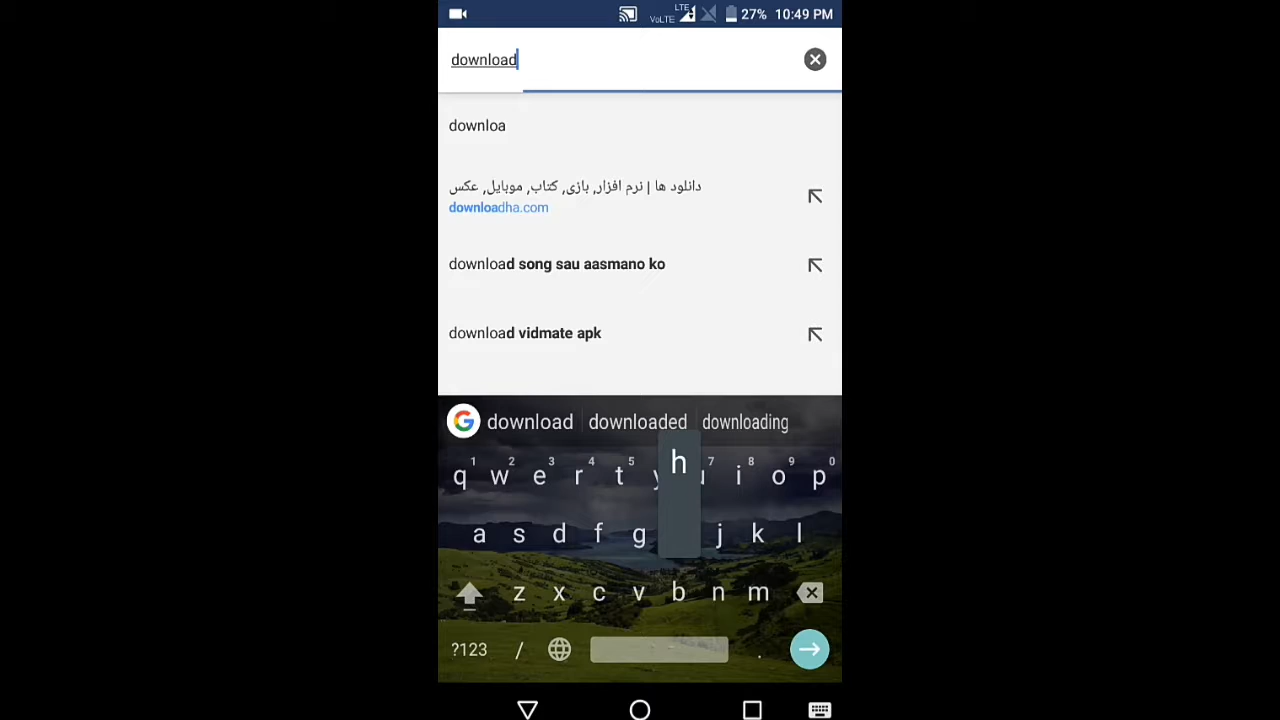 LTE
VoLTE 27% 10:49 PM
download
downloa
دانلود ها | نرم افزار, بازی, کتاب, موبایل, عکس
downloadha.com
download song sau aasmano ko
download vidmate apk
download downloaded downloading
h
1 2 3 4 5 7 8 9 0
q w e r t y u i o p
a s d f g j k l
z x c v b n m
?123 / .